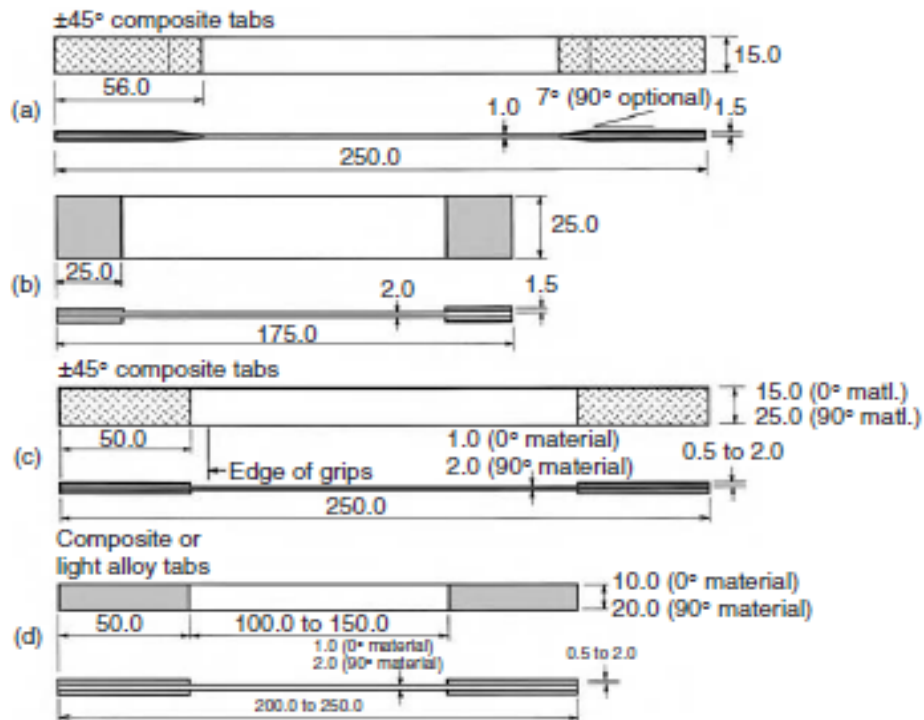 ±45° composite tabs
15.0
56.0
(a)
1.0
7° (90° optional)
1.5
250.0
25.0
25.0
(b)
2.0
1.5
175.0
±45° composite tabs
15.0 (0° matl.)
25.0 (90° matl.)
50.0
1.0 (0° material)
0.5 to 2.0
(c)
Edge of grips
2.0 (90° material)
250.0
Composite or
light alloy tabs
10.0 (0° material)
20.0 (90° material)
(d)
50.0
100.0 to 150.0
1.0 (0° material)
2.0 (90° material)
0.5 to 2.0
200.0 to 250.0